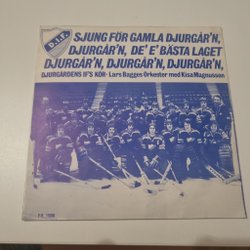 D.I.F.
SJUNG FÖR GAMLA DJURGÅR'N,
DJURGÅR'N, DE' E' BÄSTA LAGET
DJURGÅR'N, DJURGÅR'N, DJURGÅR'N,
DJURGÅRDENS IF'S KÖR · Lars Bagges Orkester med Kisa Magnusson